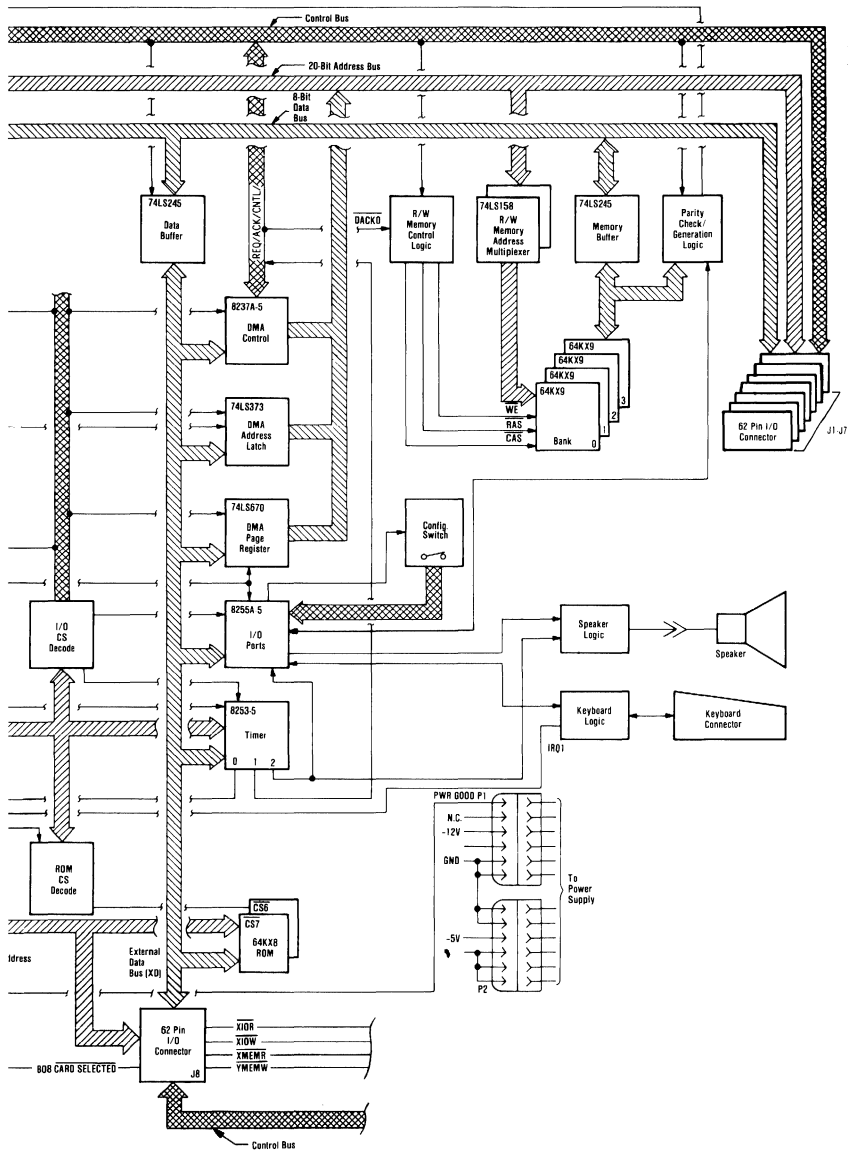 Control Bus
20-Bit Address Bus
8-Bit
Data
Bus
74LS245
Data
Buffer
REQ/ACK/CNTL/
DACKO
R/W
Memory
Control
Logic
74LS158
R/W
Memory
Address
Multiplexer
74LS245
Memory
Buffer
Parity
Check/
Generation
Logic
8237A-5
DMA
Control
64KX9
64KX9
64KX9
64KX9
Bank
0
1
2
3
WE
RAS
CAS
62 Pin I/O
Connector
J1-J7
74LS373
DMA
Address
Latch
74LS670
DMA
Page
Register
Config.
Switch
I/O
CS
Decode
8255A-5
I/O
Ports
Speaker
Logic
Speaker
8253-5
Timer
0 1 2
Keyboard
Logic
Keyboard
Connector
IRQ1
PWR GOOD P1
N.C.
-12V
GND
To
Power
Supply
-5V
P2
ROM
CS
Decode
CS6
CS7
64KX8
ROM
ddress
External
Data
Bus (XD)
62 Pin
I/O
Connector
J8
XIOR
XIOW
XMEMR
YMEMW
BOB CARD SELECTED
Control Bus